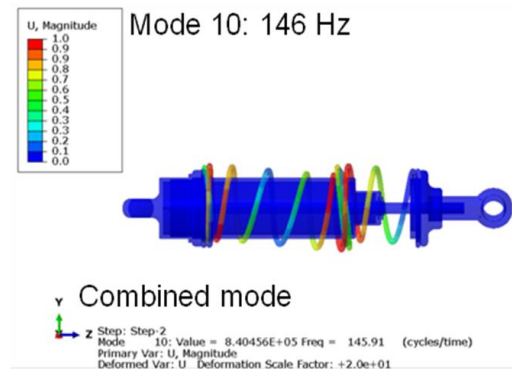 U, Magnitude
1.0
0.9
0.9
0.8
0.7
0.6
0.5
0.4
0.3
0.3
0.2
0.1
0.0
Mode 10: 146 Hz
Combined mode
Y
Z
Step: Step-2
Mode 10: Value = 8.40456E+05 Freq = 145.91 (cycles/time)
Primary Var: U, Magnitude
Deformed Var: U Deformation Scale Factor: +2.0e+01